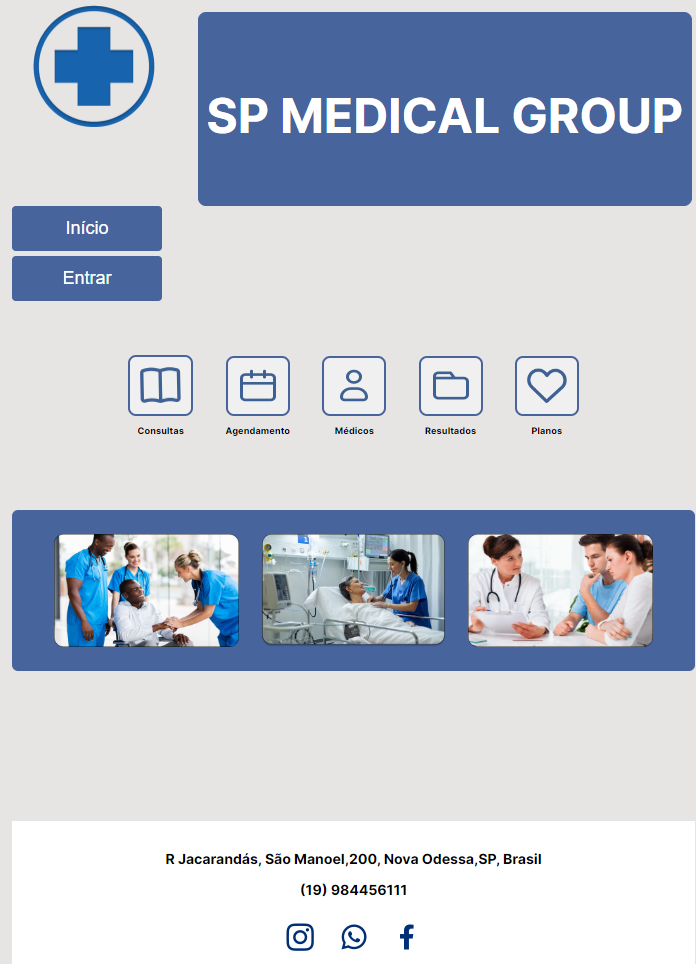 SP MEDICAL GROUP
Início
Entrar
Consultas
Agendamento
Médicos
Resultados
Planos
R Jacarandás, São Manoel,200, Nova Odessa,SP, Brasil
(19) 984456111